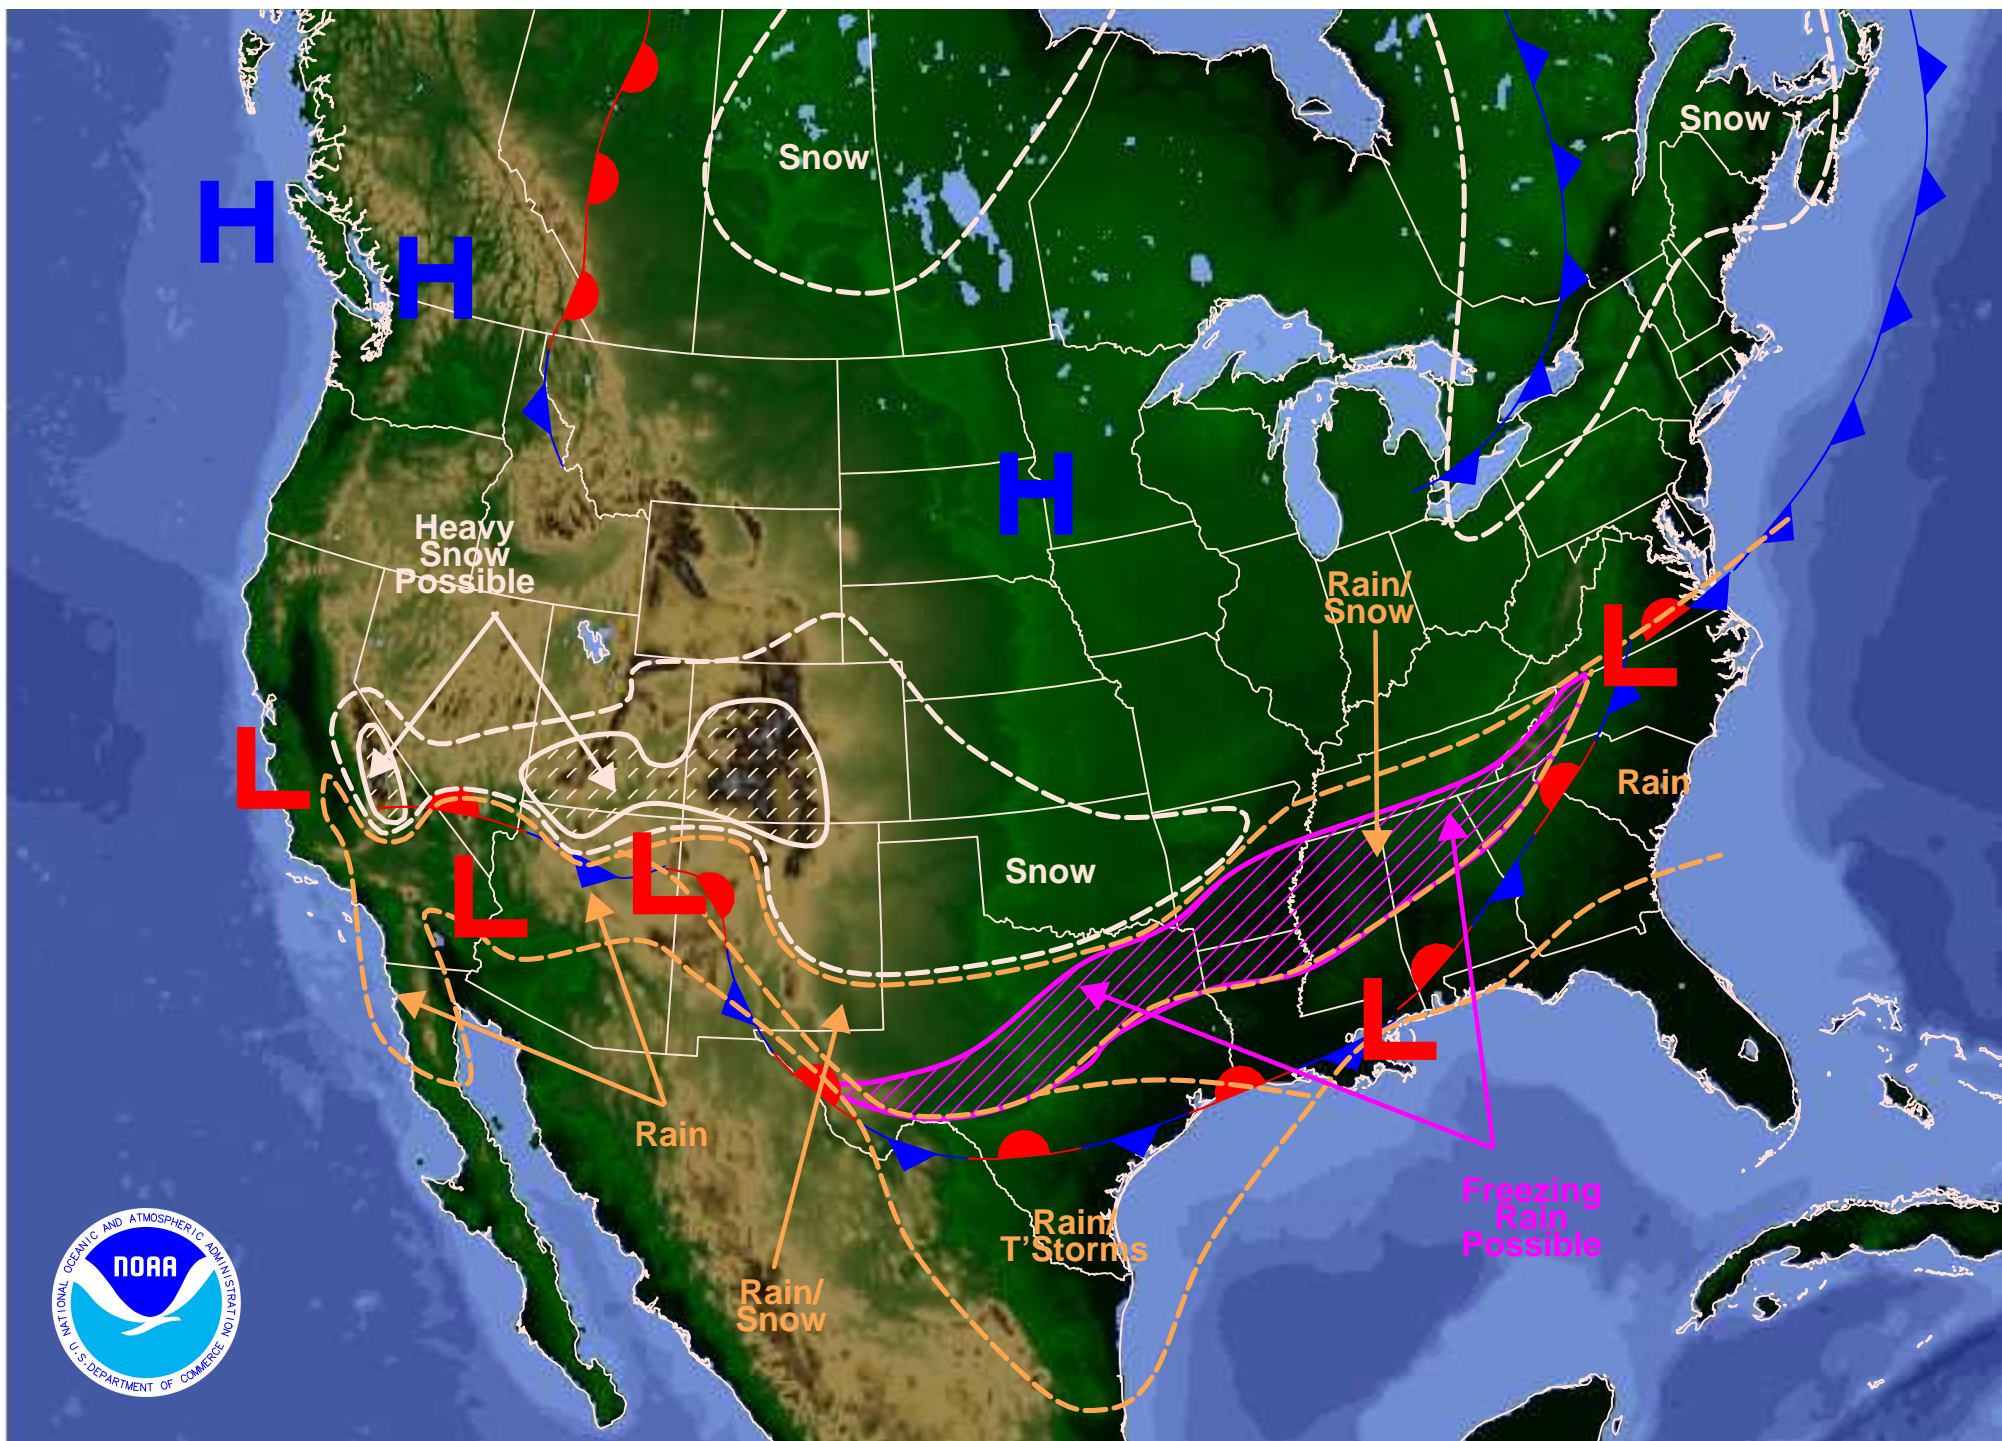 Snow
Snow
H
H
H
Heavy
Snow
Possible
Rain/
Snow
L
L
Rain
L
L
Snow
L
Rain
Freezing
Rain
Possible
Rain/
T'Storms
Rain/
Snow
NATIONAL OCEANIC AND ATMOSPHERIC ADMINISTRATION
NOAA
U.S. DEPARTMENT OF COMMERCE